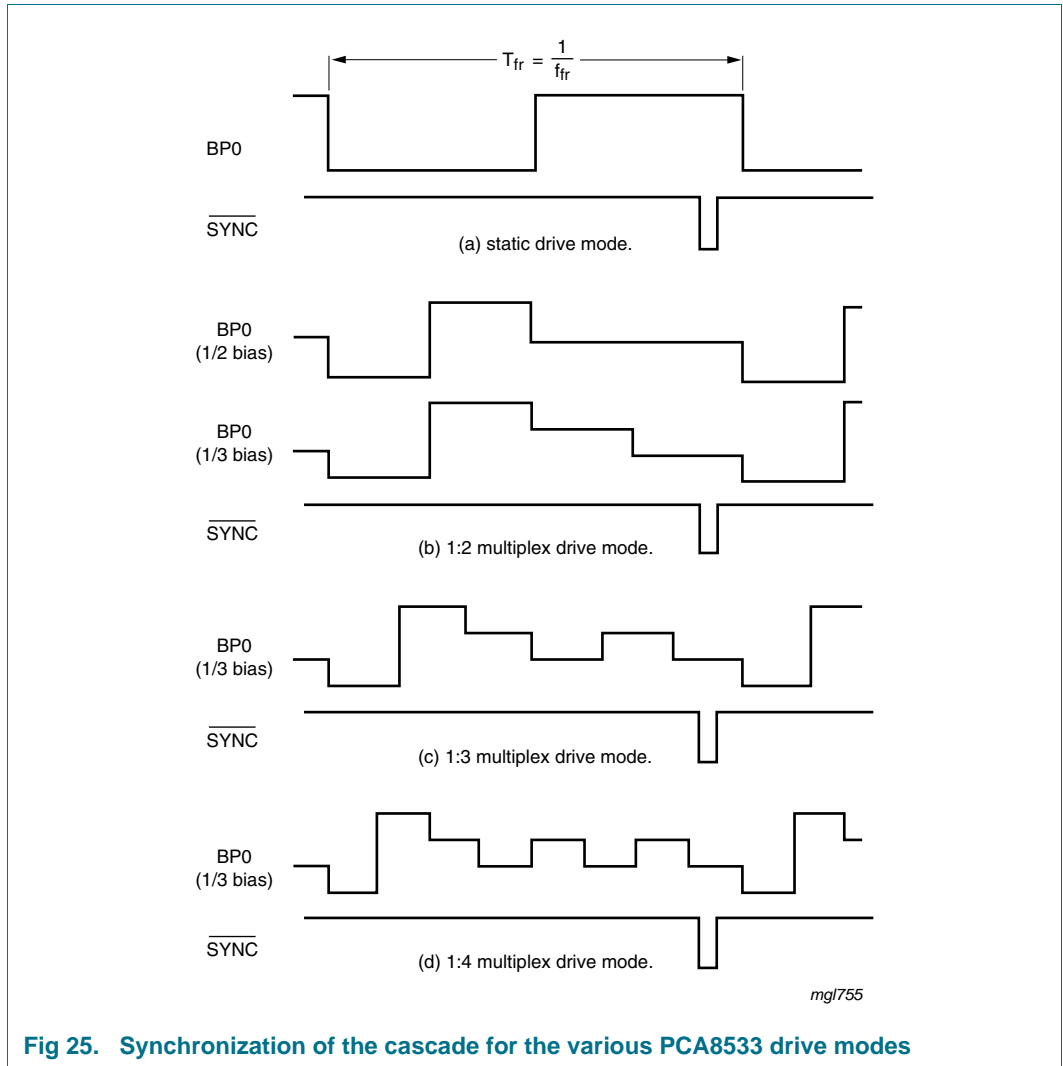 T_fr = 1/f_fr
BP0
SYNC
(a) static drive mode.
BP0
(1/2 bias)
BP0
(1/3 bias)
SYNC
(b) 1:2 multiplex drive mode.
BP0
(1/3 bias)
SYNC
(c) 1:3 multiplex drive mode.
BP0
(1/3 bias)
SYNC
(d) 1:4 multiplex drive mode.
mgl755
Fig 25. Synchronization of the cascade for the various PCA8533 drive modes